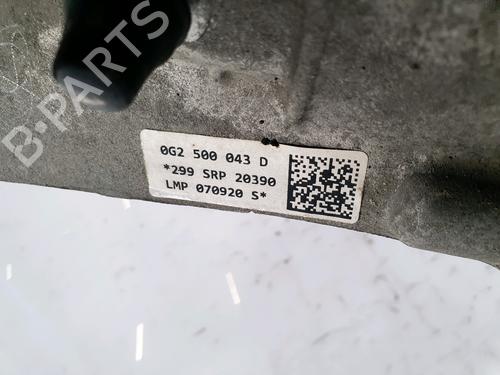 B-PARTS
0G2 500 043 D
*299 SRP 20390
LMP 070920 S*